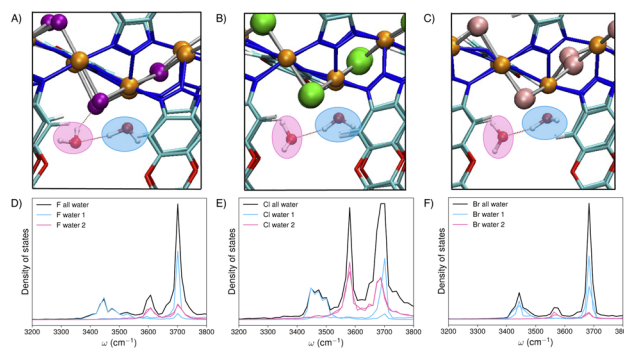 A)
B)
C)
D)
E)
F)
Density of states
F all water
F water 1
F water 2
3200 3300 3400 3500 3600 3700 3800
ω (cm⁻¹)
Density of states
Cl all water
Cl water 1
Cl water 2
3200 3300 3400 3500 3600 3700 3800
ω (cm⁻¹)
Density of states
Br all water
Br water 1
Br water 2
3200 3300 3400 3500 3600 3700 3800
ω (cm⁻¹)